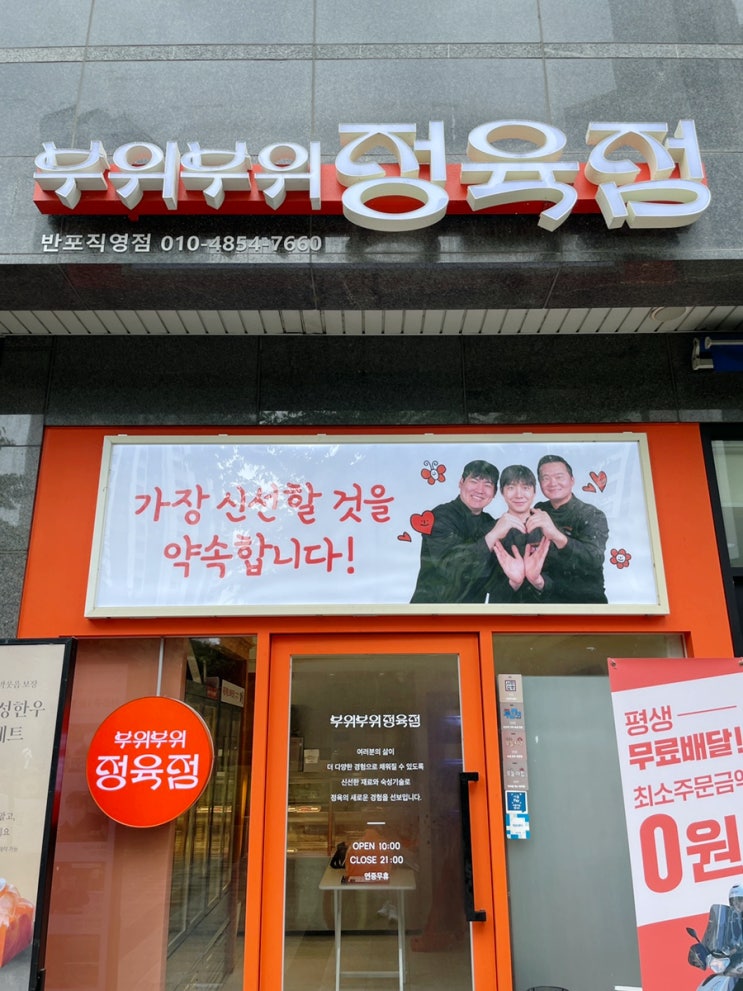 부위부위 정육점
반포직영점 010-4854-7660
가장 신선할 것을
약속합니다!
부위부위
정육점
부위부위정육점
여러분의 삶이
더 다양한 경험으로 채워질 수 있도록
신선한 재료와 숙성기술로
정육의 새로운 경험을 선보입니다.
OPEN 10:00
CLOSE 21:00
연중무휴
평생
무료배달!
최소주문금액
0원
성한우
세트